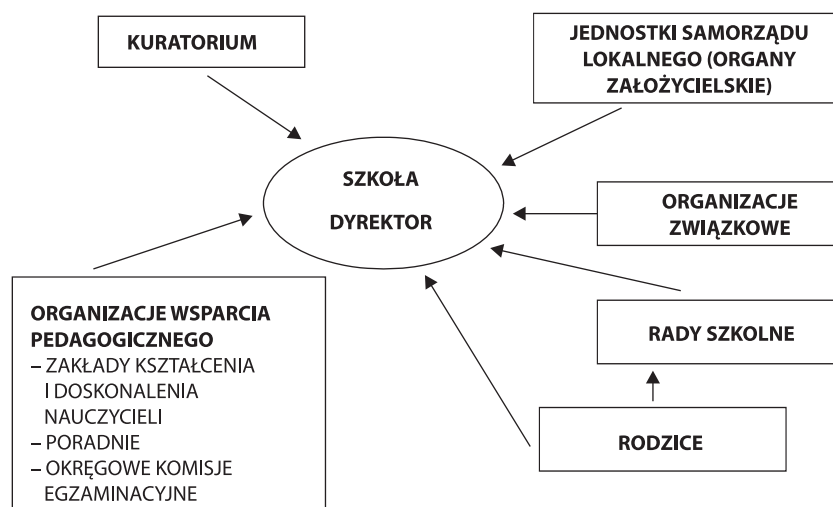 KURATORIUM
JEDNOSTKI SAMORZĄDU
LOKALNEGO (ORGANY
ZAŁOŻYCIELSKIE)
SZKOŁA
DYREKTOR
ORGANIZACJE
ZWIĄZKOWE
ORGANIZACJE WSPARCIA
PEDAGOGICZNEGO
– ZAKŁADY KSZTAŁCENIA
I DOSKONALENIA
NAUCZYCIELI
– PORADNIE
– OKRĘGOWE KOMISJE
EGZAMINACYJNE
RADY SZKOLNE
RODZICE